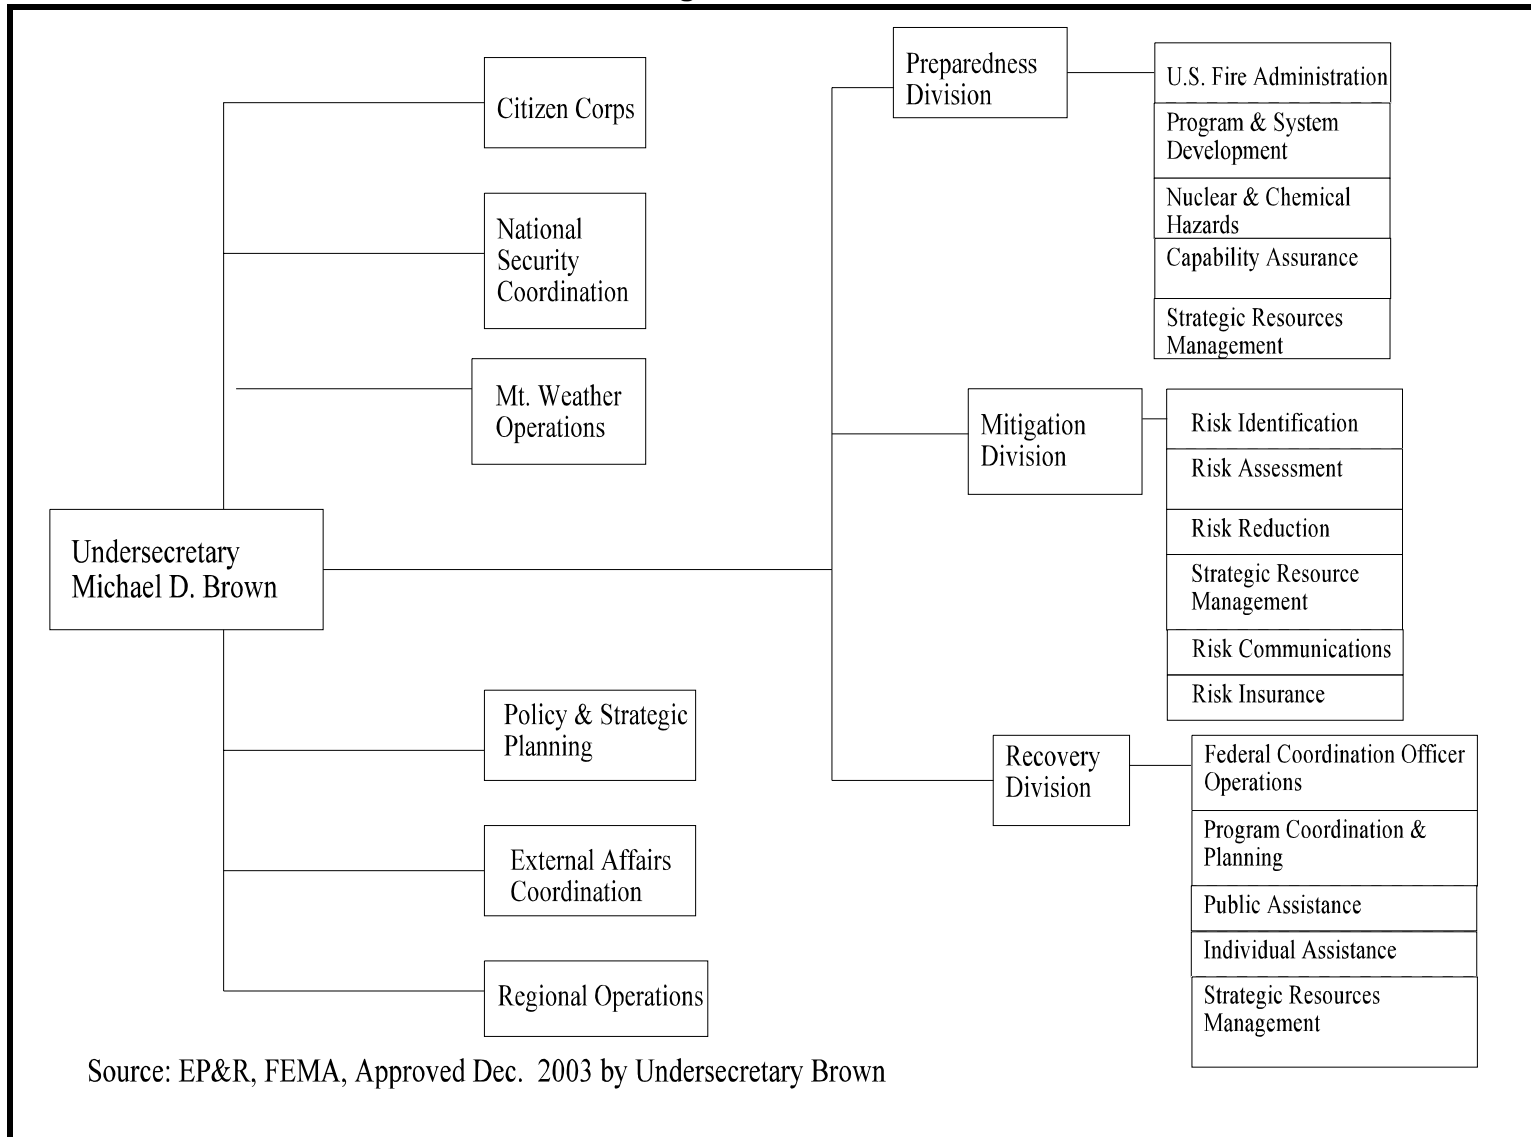 Citizen Corps
National
Security
Coordination
Mt. Weather
Operations
Undersecretary
Michael D. Brown
Policy & Strategic
Planning
External Affairs
Coordination
Regional Operations
Preparedness
Division
U.S. Fire Administration
Program & System
Development
Nuclear & Chemical
Hazards
Capability Assurance
Strategic Resources
Management
Mitigation
Division
Risk Identification
Risk Assessment
Risk Reduction
Strategic Resource
Management
Risk Communications
Risk Insurance
Recovery
Division
Federal Coordination Officer
Operations
Program Coordination &
Planning
Public Assistance
Individual Assistance
Strategic Resources
Management
Source: EP&R, FEMA, Approved Dec. 2003 by Undersecretary Brown